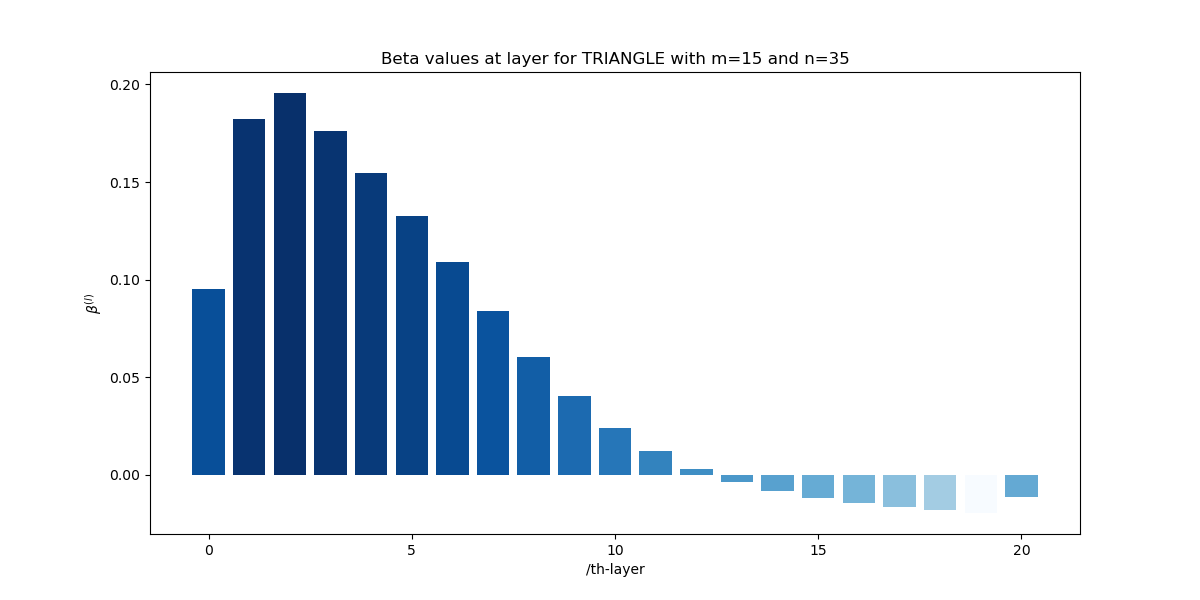 Beta values at layer for TRIANGLE with m=15 and n=35
0.20
0.15
0.10
0.05
0.00
β^(l)
0 5 10 15 20
/th-layer